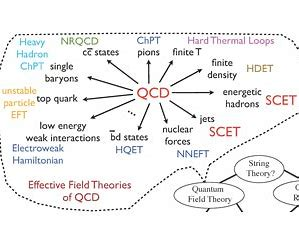 Heavy
Hadron
ChPT
NRQCD
cc̄ states
ChPT
pions
finite T
Hard Thermal Loops
single
baryons
finite
density
HDET
unstable
particle
EFT
top quark
QCD
energetic
hadrons
SCET
low energy
weak interactions
...
b̄d states
nuclear
forces
jets
SCET
Electroweak
Hamiltonian
HQET
NNEFT
Effective Field Theories
of QCD
String
Theory?
Quantum
Field Theory